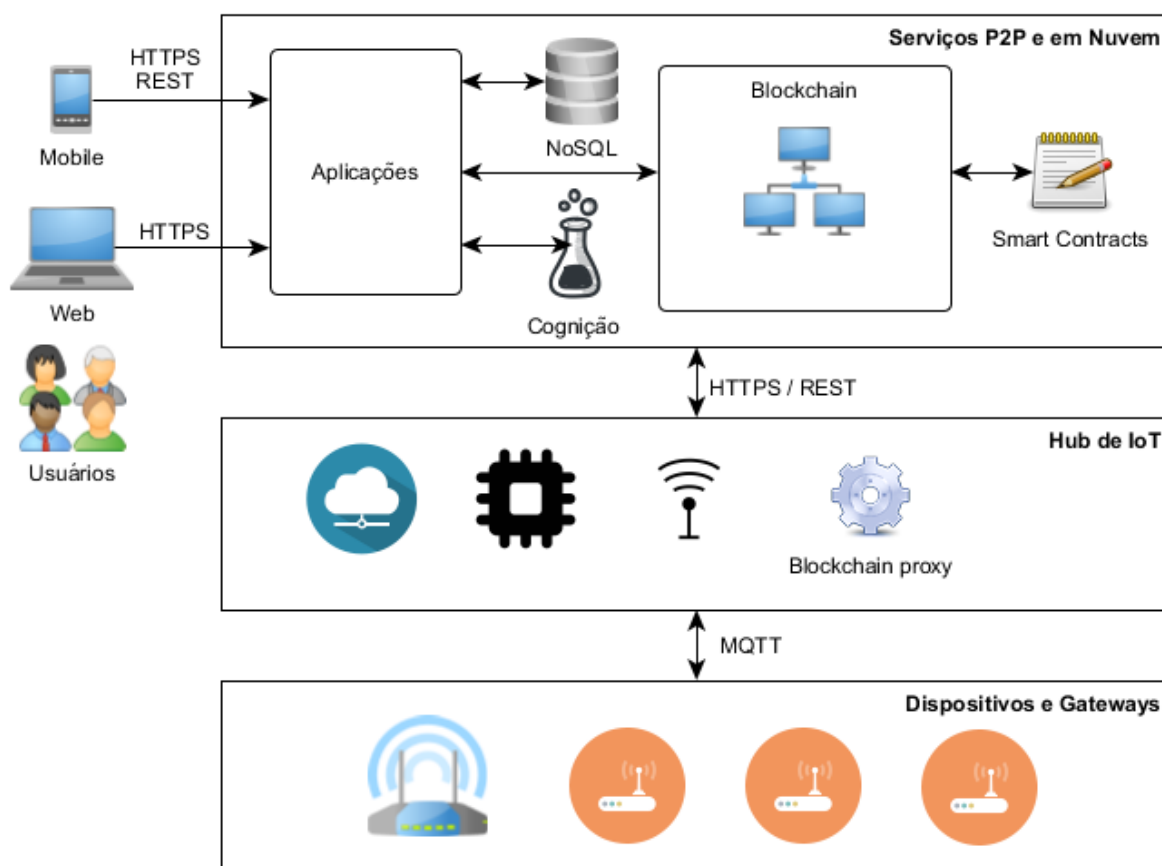 Serviços P2P e em Nuvem
HTTPS
REST
Mobile
Aplicações
NoSQL
Blockchain
Smart Contracts
HTTPS
Web
Cognição
Usuários
HTTPS / REST
Hub de IoT
Blockchain proxy
MQTT
Dispositivos e Gateways